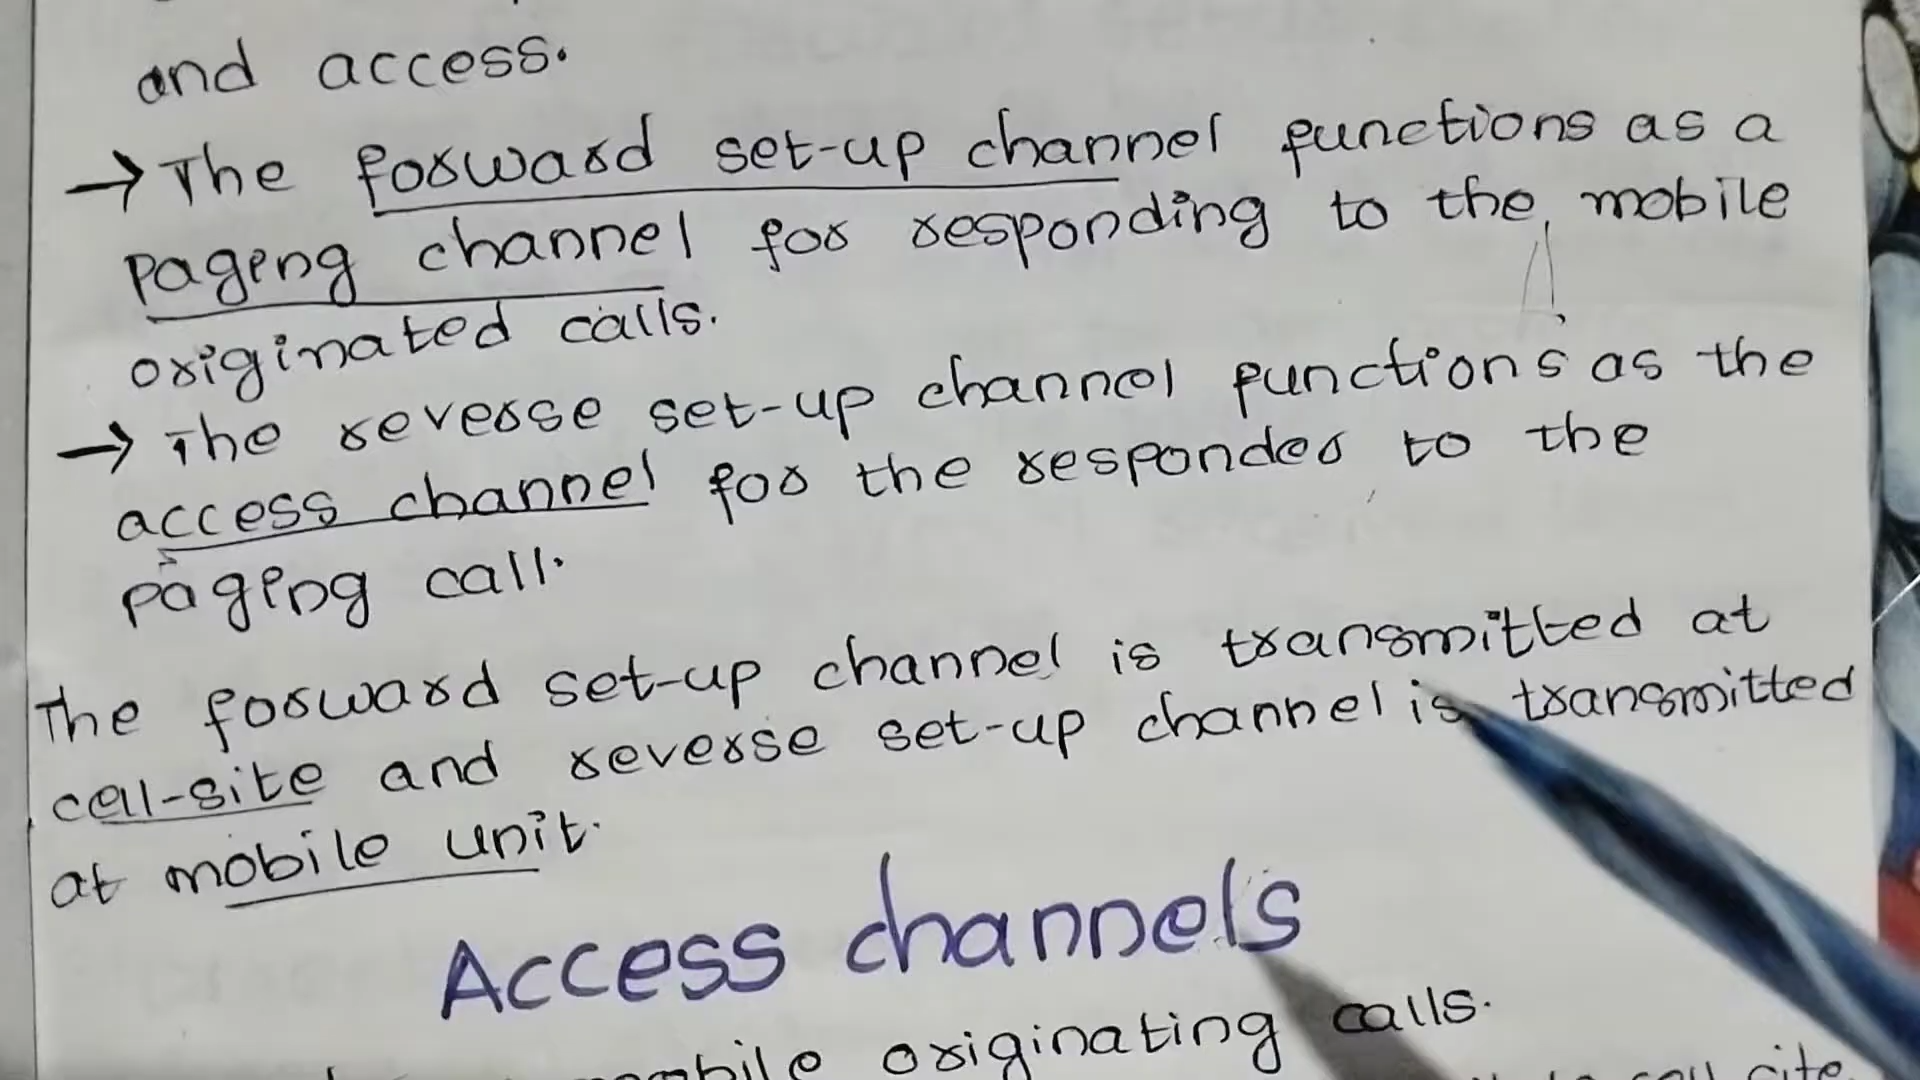 and access.
→ The forward set-up channel functions as a
paging channel for responding to the mobile
originated calls.
→ The reverse set-up channel functions as the
access channel for the responder to the
paging call.
The forward set-up channel is transmitted at
cell-site and reverse set-up channel is transmitted
at mobile unit.
Access channels
mobile originating calls.
cell site